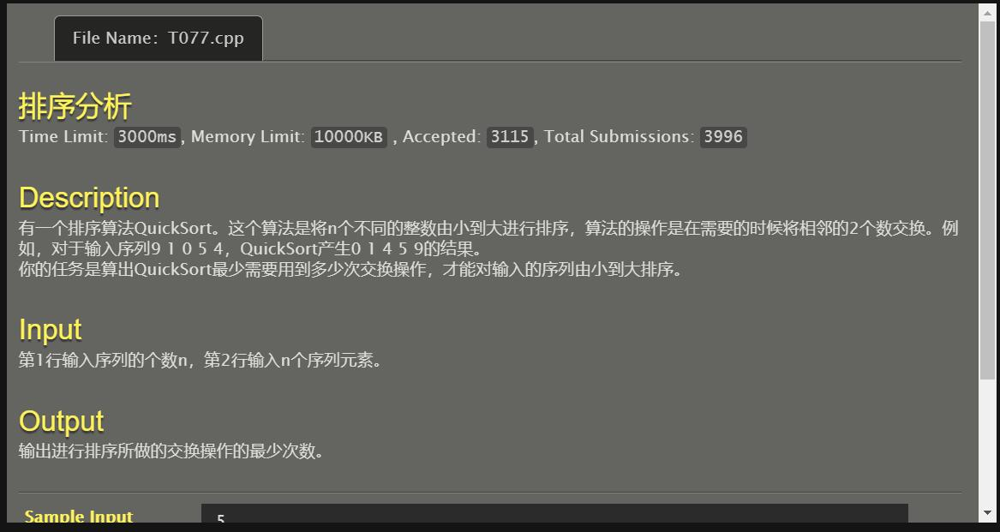 File Name：T077.cpp
排序分析
Time Limit: 3000ms, Memory Limit: 10000KB , Accepted: 3115, Total Submissions: 3996
Description
有一个排序算法QuickSort。这个算法是将n个不同的整数由小到大进行排序，算法的操作是在需要的时候将相邻的2个数交换。例
如，对于输入序列9 1 0 5 4，QuickSort产生0 1 4 5 9的结果。
你的任务是算出QuickSort最少需要用到多少次交换操作，才能对输入的序列由小到大排序。
Input
第1行输入序列的个数n，第2行输入n个序列元素。
Output
输出进行排序所做的交换操作的最少次数。
Sample Input 5